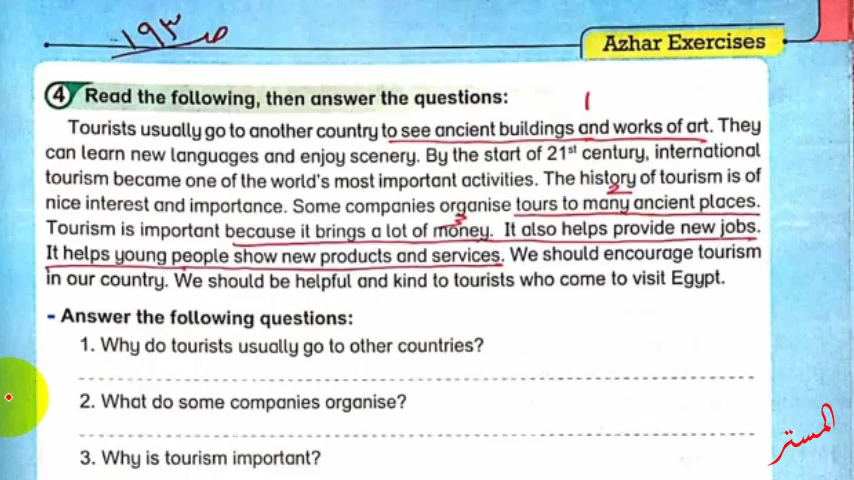 ص ١٩٣
Azhar Exercises
4 Read the following, then answer the questions:
1
Tourists usually go to another country to see ancient buildings and works of art. They
can learn new languages and enjoy scenery. By the start of 21st century, international
tourism became one of the world's most important activities. The history of tourism is of
2
nice interest and importance. Some companies organise tours to many ancient places.
3
Tourism is important because it brings a lot of money. It also helps provide new jobs.
It helps young people show new products and services. We should encourage tourism
in our country. We should be helpful and kind to tourists who come to visit Egypt.
- Answer the following questions:
1. Why do tourists usually go to other countries?
2. What do some companies organise?
3. Why is tourism important?
المستر